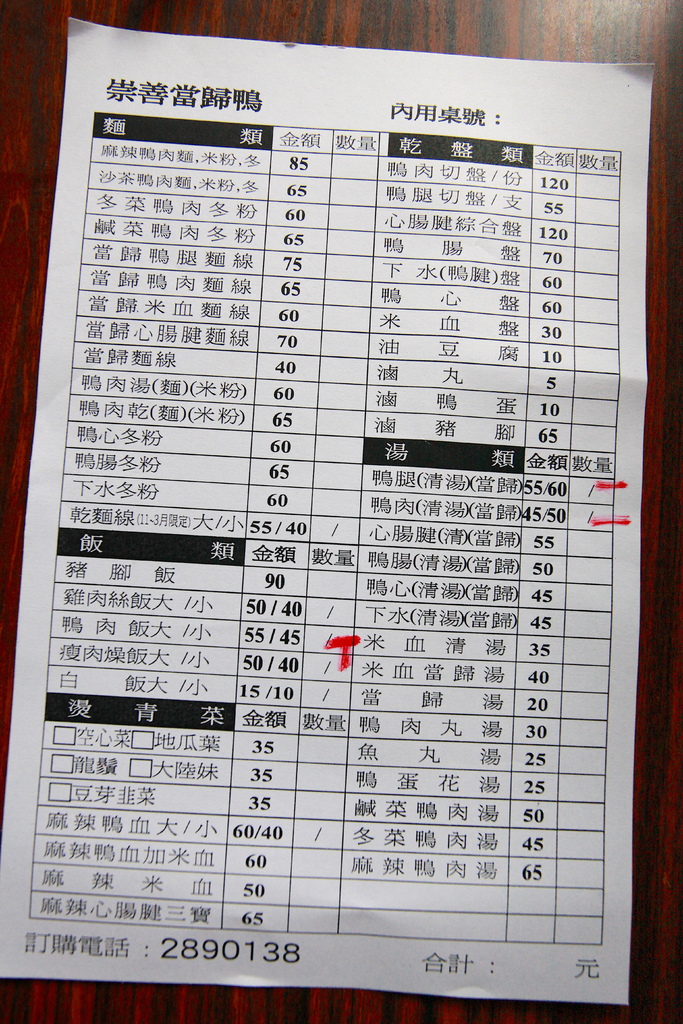 崇善當歸鴨
內用桌號：
麵類 金額 數量
麻辣鴨肉麵,米粉,冬 85
沙茶鴨肉麵,米粉,冬 65
冬菜鴨肉冬粉 60
鹹菜鴨肉冬粉 65
當歸鴨腿麵線 75
當歸鴨肉麵線 65
當歸米血麵線 60
當歸心腸腱麵線 70
當歸麵線 40
鴨肉湯(麵)(米粉) 60
鴨肉乾(麵)(米粉) 65
鴨心冬粉 60
鴨腸冬粉 65
下水冬粉 60
乾麵線(11~3月限定)大/小 55/40 /
飯類 金額 數量
豬腳飯 90
雞肉絲飯大/小 50/40 /
鴨肉飯大/小 55/45 /
瘦肉燥飯大/小 50/40 /
白飯大/小 15/10 /
燙青菜 金額 數量
□空心菜□地瓜葉 35
□龍鬚 □大陸妹 35
□豆芽韭菜 35
麻辣鴨血大/小 60/40 /
麻辣鴨血加米血 60
麻辣米血 50
麻辣心腸腱三寶 65
乾盤類 金額 數量
鴨肉切盤/份 120
鴨腿切盤/支 55
心腸腱綜合盤 120
鴨腸盤 70
下水(鴨腱)盤 60
鴨心盤 60
米血盤 30
油豆腐 10
滷丸 5
滷鴨蛋 10
滷豬腳 65
湯類 金額 數量
鴨腿(清湯)(當歸) 55/60 /
鴨肉(清湯)(當歸) 45/50 /
心腸腱(清湯)(當歸) 55
鴨腸(清湯)(當歸) 50
鴨心(清湯)(當歸) 45
下水(清湯)(當歸) 45
米血清湯 35
米血當歸湯 40
當歸湯 20
鴨肉丸湯 30
魚丸湯 25
鴨蛋花湯 25
鹹菜鴨肉湯 50
冬菜鴨肉湯 45
麻辣鴨肉湯 65
訂購電話：2890138
合計： 元